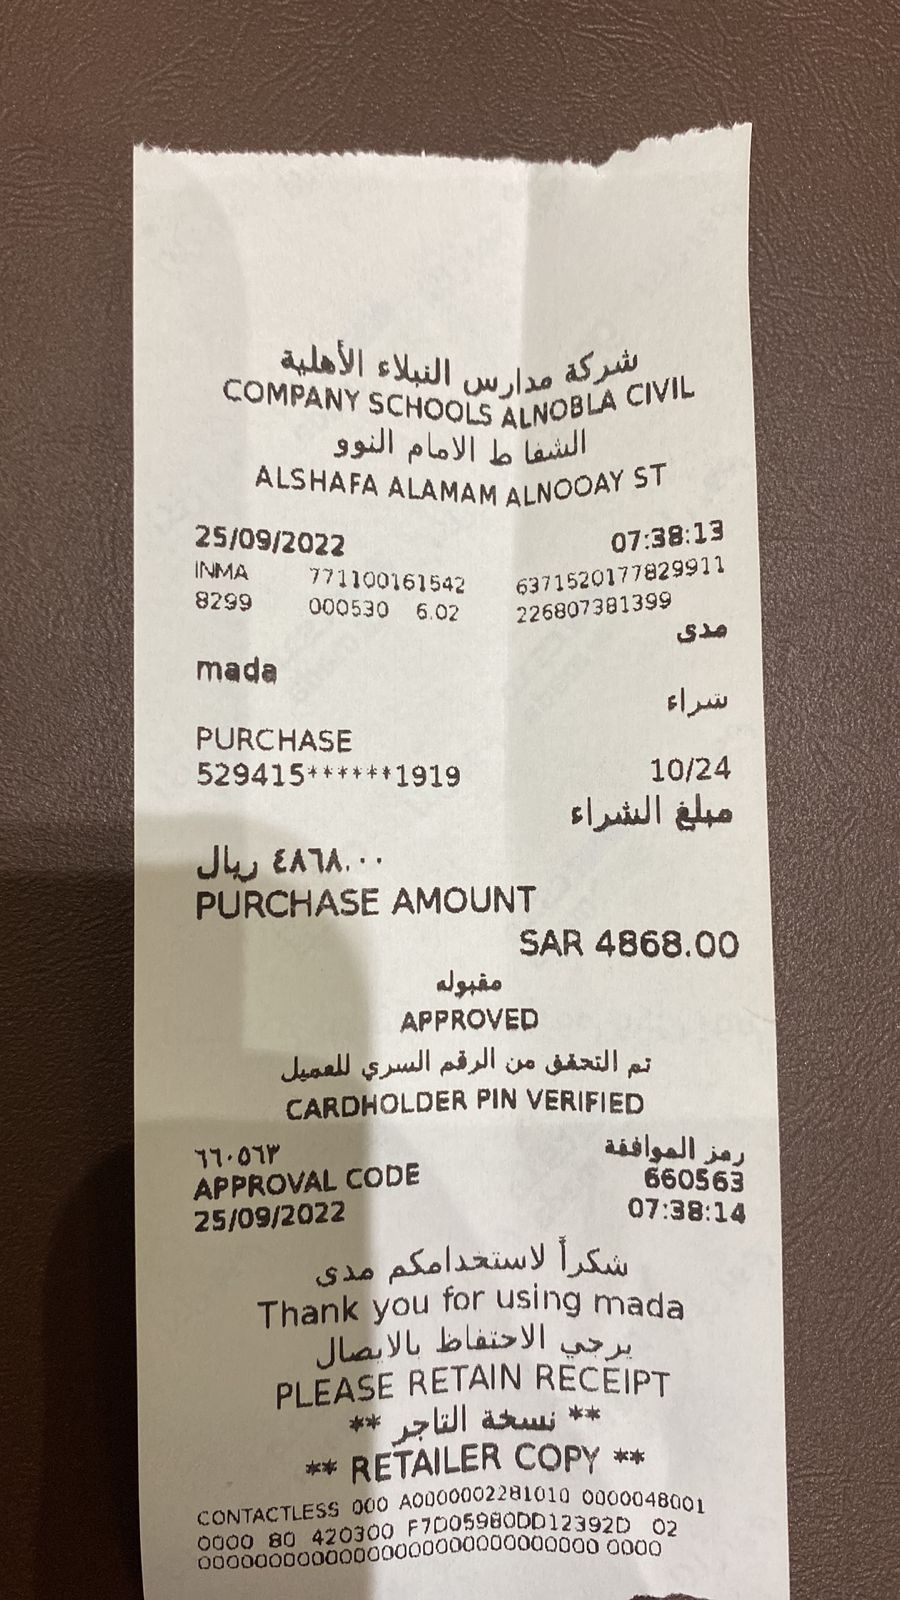 شركة مدارس النبلاء الأهلية
COMPANY SCHOOLS ALNOBLA CIVIL
الشفا ط الامام النوو
ALSHAFA ALAMAM ALNOOAY ST
25/09/2022 07:38:13
INMA 771100161542 6371520177829911
8299 000530 6.02 226807381399
مدى
mada
شراء
PURCHASE
529415******1919 10/24
مبلغ الشراء
٤٨٦٨.٠٠ ريال
PURCHASE AMOUNT
SAR 4868.00
مقبوله
APPROVED
تم التحقق من الرقم السري للعميل
CARDHOLDER PIN VERIFIED
رمز الموافقة ٦٦٠٥٦٣
APPROVAL CODE 660563
25/09/2022 07:38:14
شكراً لاستخدامكم مدى
Thank you for using mada
يرجي الاحتفاظ بالايصال
PLEASE RETAIN RECEIPT
** نسخة التاجر **
** RETAILER COPY **
CONTACTLESS 000 A0000002281010 0000048001
0000 80 420300 F7D05980DD12392D 02
0000000000000000000000000000000 0000